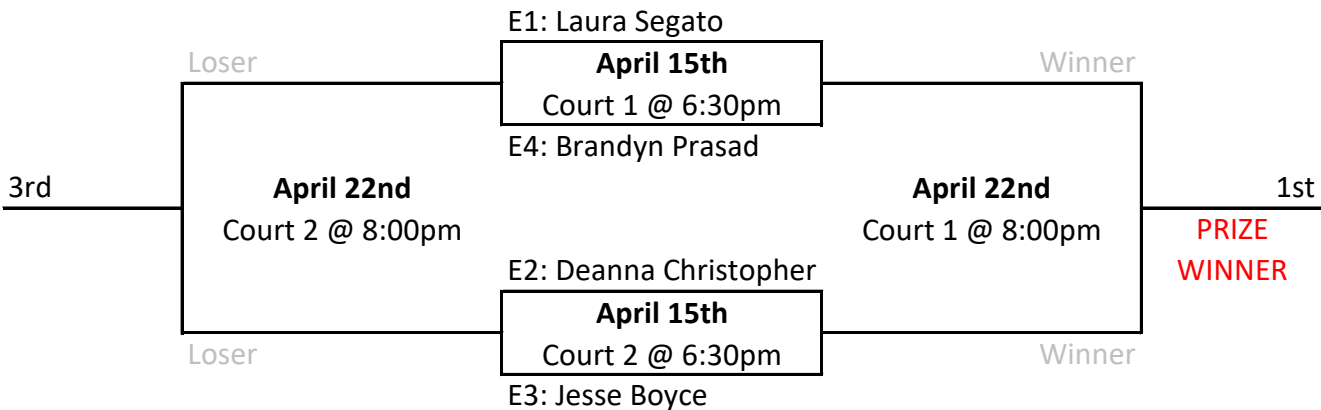 E1: Laura Segato
Loser
April 15th
Winner
Court 1 @ 6:30pm
E4: Brandyn Prasad
3rd
April 22nd
April 22nd
1st
Court 2 @ 8:00pm
Court 1 @ 8:00pm
PRIZE
WINNER
E2: Deanna Christopher
April 15th
Loser
Court 2 @ 6:30pm
Winner
E3: Jesse Boyce